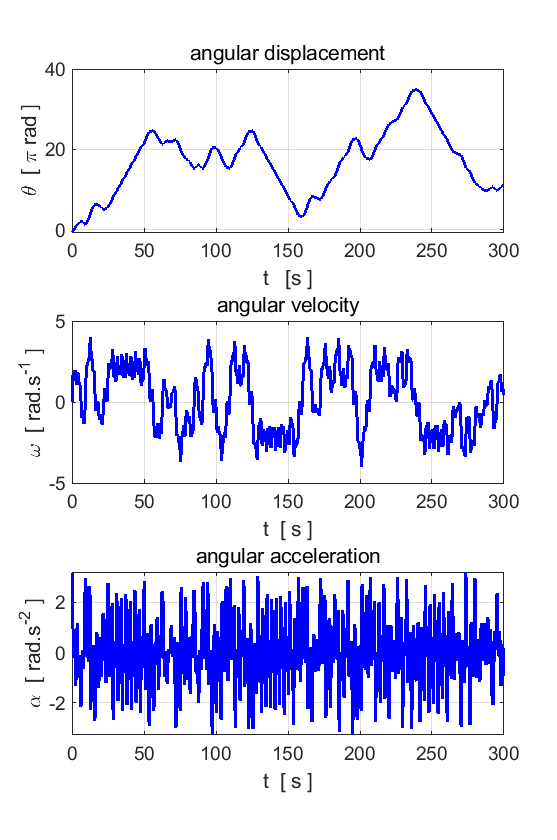 angular displacement
θ [ π rad ]
40
20
0
0 50 100 150 200 250 300
t [s ]
angular velocity
ω [ rad.s-1 ]
5
0
-5
0 50 100 150 200 250 300
t [ s ]
angular acceleration
α [ rad.s-2 ]
2
0
-2
0 50 100 150 200 250 300
t [ s ]